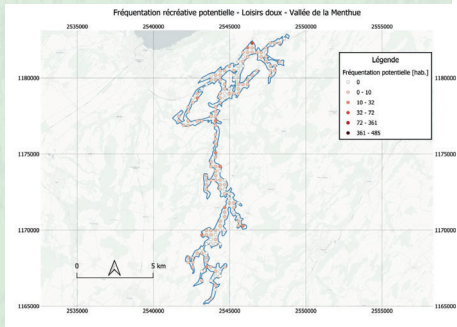 Fréquentation récréative potentielle - Loisirs doux - Vallée de la Menthue
2535000
2540000
2545000
2550000
2555000
1180000
1180000
1175000
1175000
1170000
1170000
1165000
1165000
Légende
Fréquentation potentielle [hab.]
0
0 - 10
10 - 32
32 - 72
72 - 361
361 - 485
0
5 km
2535000
2540000
2545000
2550000
2555000